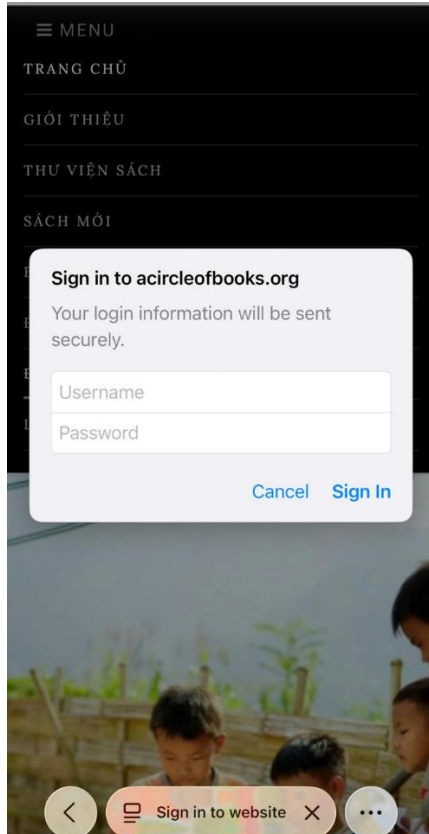 MENU
TRANG CHỦ
GIỚI THIỆU
THƯ VIỆN SÁCH
SÁCH MỚI
Sign in to acircleofbooks.org
Your login information will be sent
securely.
Username
Password
Cancel Sign In
Sign in to website